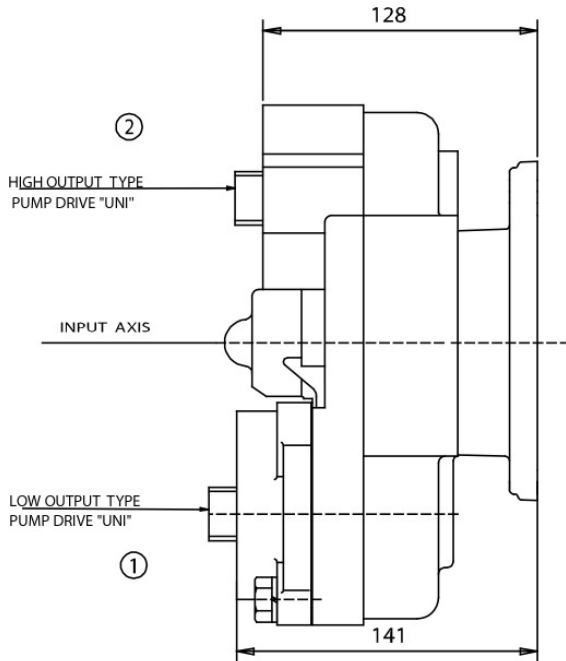 128
②
HIGH OUTPUT TYPE
PUMP DRIVE "UNI"
INPUT AXIS
LOW OUTPUT TYPE
PUMP DRIVE "UNI"
①
141